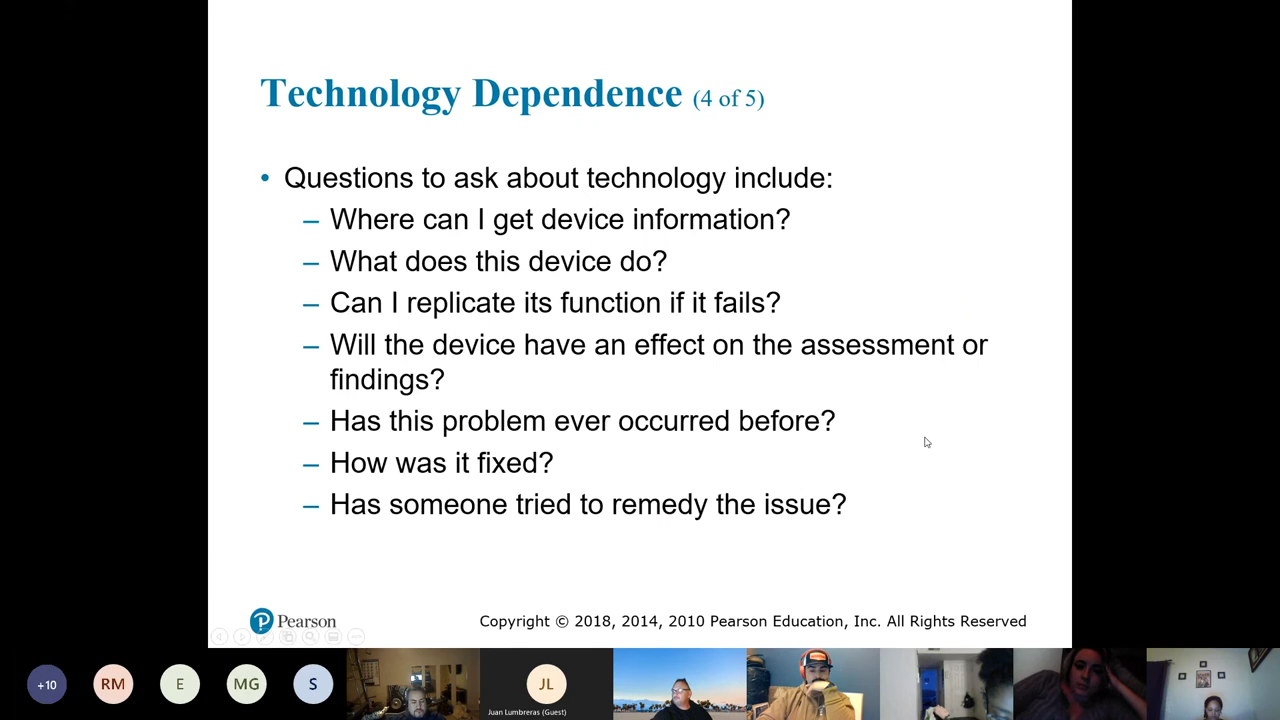 Technology Dependence (4 of 5)
• Questions to ask about technology include:
– Where can I get device information?
– What does this device do?
– Can I replicate its function if it fails?
– Will the device have an effect on the assessment or
findings?
– Has this problem ever occurred before?
– How was it fixed?
– Has someone tried to remedy the issue?
Pearson
Copyright © 2018, 2014, 2010 Pearson Education, Inc. All Rights Reserved
+10
RM
E
MG
S
JL
Juan Lumbreras (Guest)